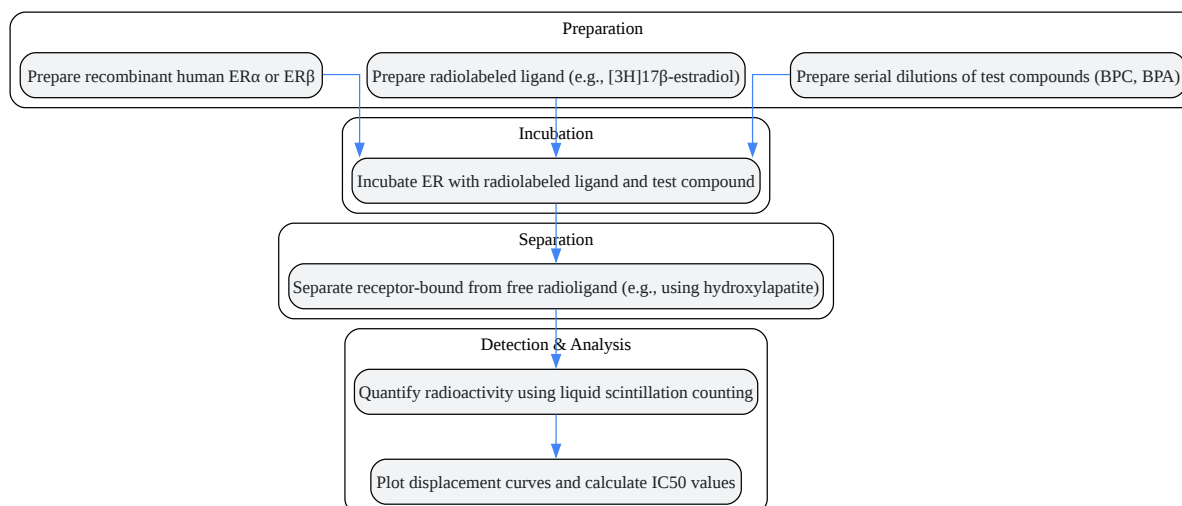 Preparation
Prepare recombinant human ERα or ERβ
Prepare radiolabeled ligand (e.g., [3H]17β-estradiol)
Prepare serial dilutions of test compounds (BPC, BPA)
Incubation
Incubate ER with radiolabeled ligand and test compound
Separation
Separate receptor-bound from free radioligand (e.g., using hydroxylapatite)
Detection & Analysis
Quantify radioactivity using liquid scintillation counting
Plot displacement curves and calculate IC50 values